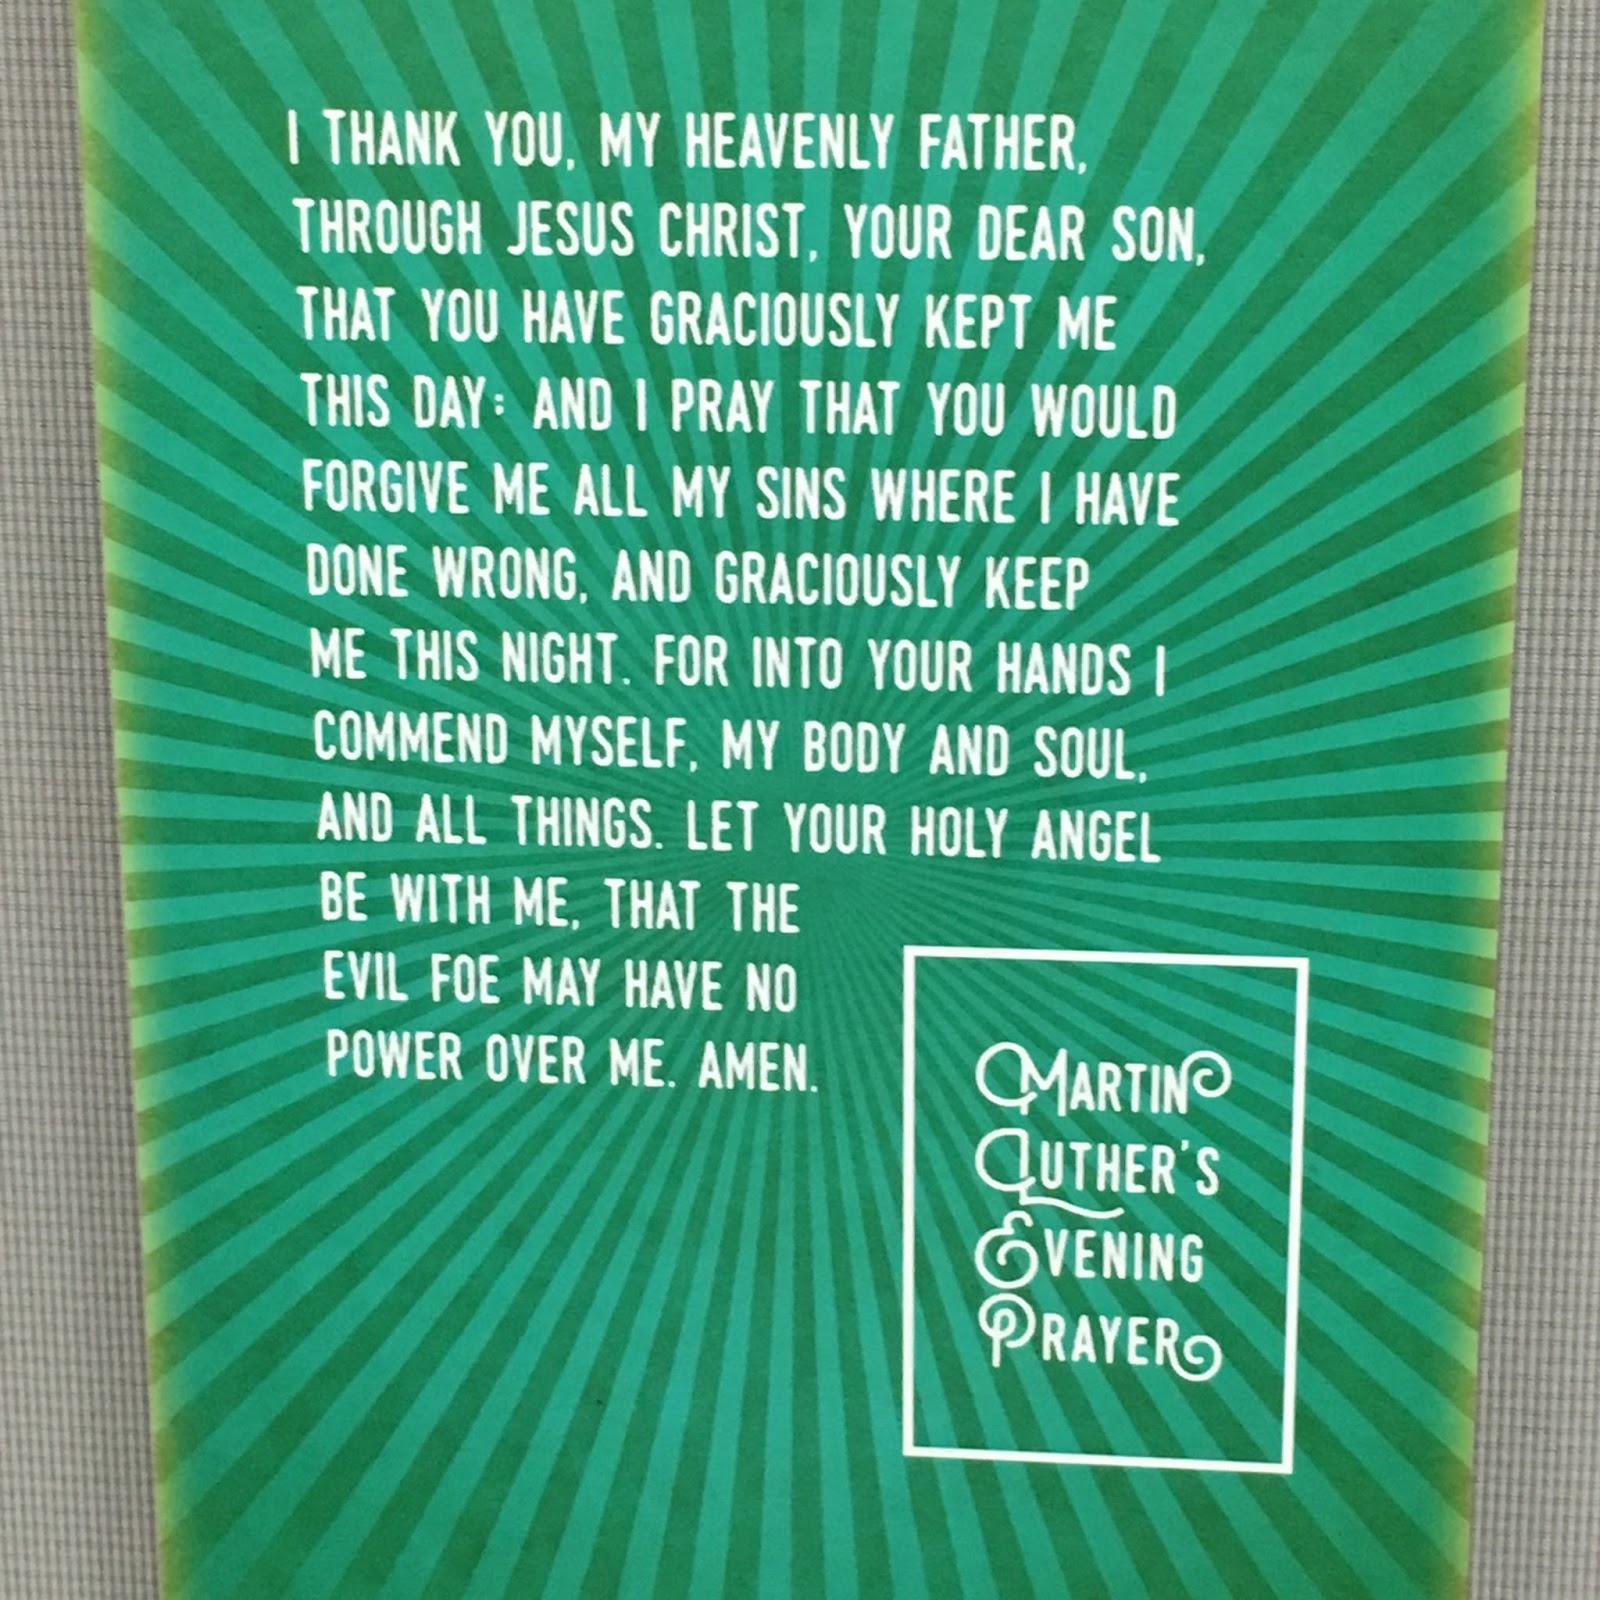 I THANK YOU, MY HEAVENLY FATHER,
THROUGH JESUS CHRIST, YOUR DEAR SON,
THAT YOU HAVE GRACIOUSLY KEPT ME
THIS DAY; AND I PRAY THAT YOU WOULD
FORGIVE ME ALL MY SINS WHERE I HAVE
DONE WRONG, AND GRACIOUSLY KEEP
ME THIS NIGHT. FOR INTO YOUR HANDS I
COMMEND MYSELF, MY BODY AND SOUL,
AND ALL THINGS. LET YOUR HOLY ANGEL
BE WITH ME, THAT THE
EVIL FOE MAY HAVE NO
POWER OVER ME. AMEN.
MARTIN
LUTHER'S
EVENING
PRAYER